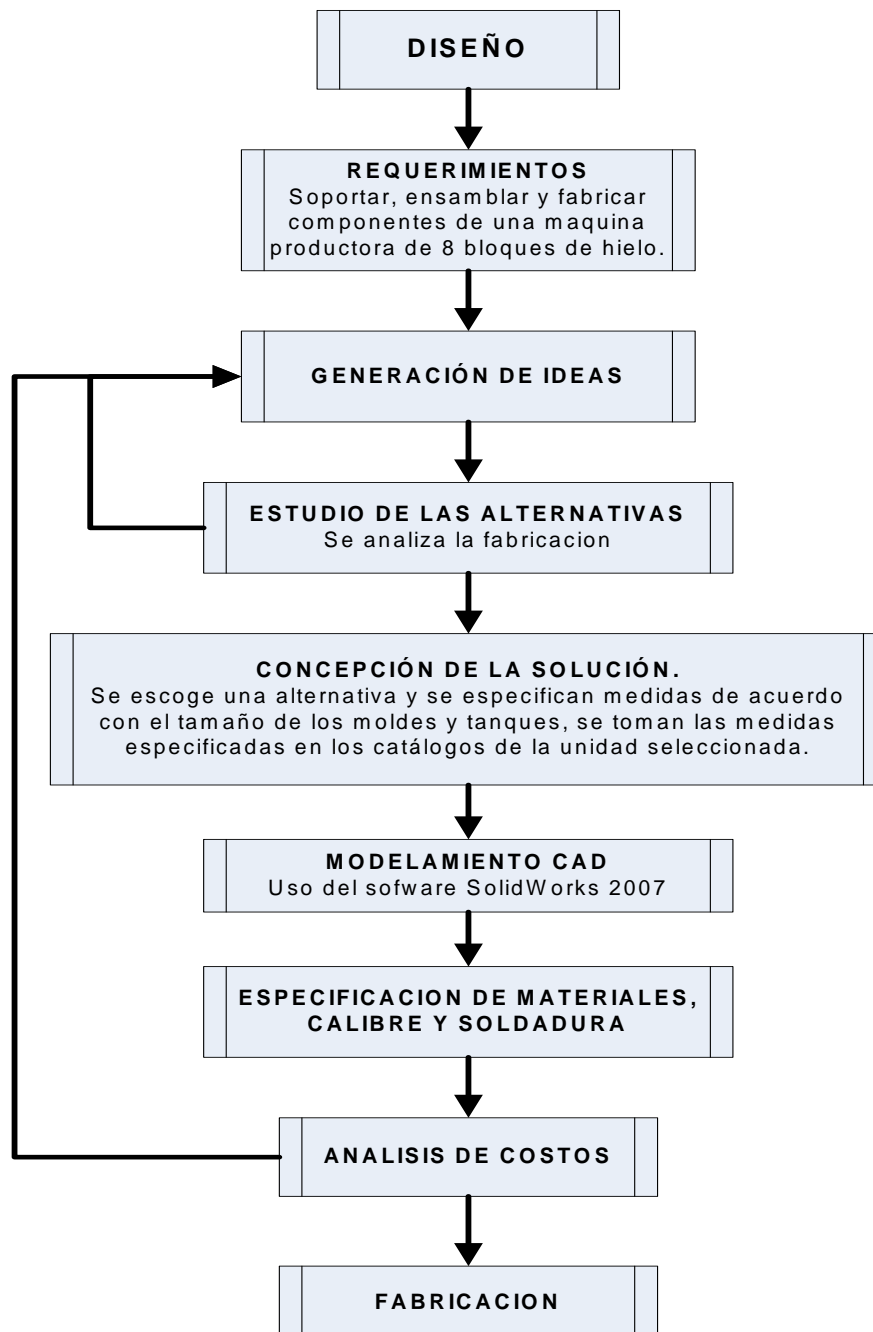 DISEÑO
REQUERIMIENTOS
Soportar, ensamblar y fabricar
componentes de una maquina
productora de 8 bloques de hielo.
GENERACIÓN DE IDEAS
ESTUDIO DE LAS ALTERNATIVAS
Se analiza la fabricacion
CONCEPCIÓN DE LA SOLUCIÓN.
Se escoge una alternativa y se especifican medidas de acuerdo
con el tamaño de los moldes y tanques, se toman las medidas
especificadas en los catálogos de la unidad seleccionada.
MODELAMIENTO CAD
Uso del sofware SolidWorks 2007
ESPECIFICACION DE MATERIALES,
CALIBRE Y SOLDADURA
ANALISIS DE COSTOS
FABRICACION